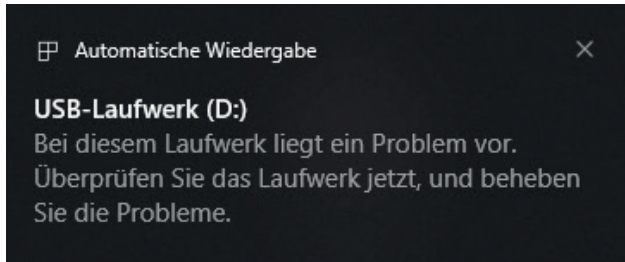 Automatische Wiedergabe
USB-Laufwerk (D:)
Bei diesem Laufwerk liegt ein Problem vor.
Überprüfen Sie das Laufwerk jetzt, und beheben
Sie die Probleme.